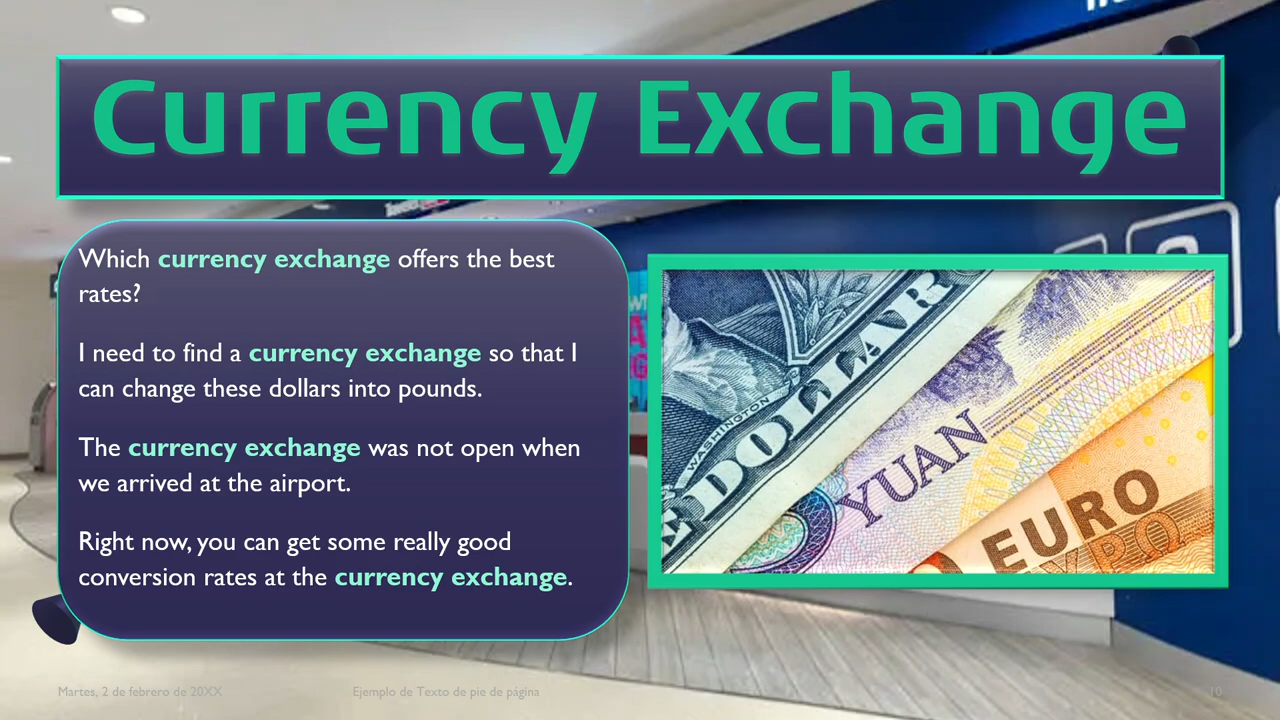 Currency Exchange
Which currency exchange offers the best
rates?
I need to find a currency exchange so that I
can change these dollars into pounds.
The currency exchange was not open when
we arrived at the airport.
Right now, you can get some really good
conversion rates at the currency exchange.
WASHINGTON
DOLLAR
YUAN
EURO
ΕΥΡΩ
Martes, 2 de febrero de 20XX
Ejemplo de Texto de pie de página
10